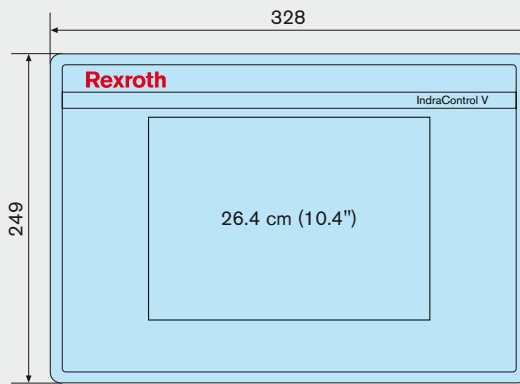 328
Rexroth
IndraControl V
249
26.4 cm (10.4")